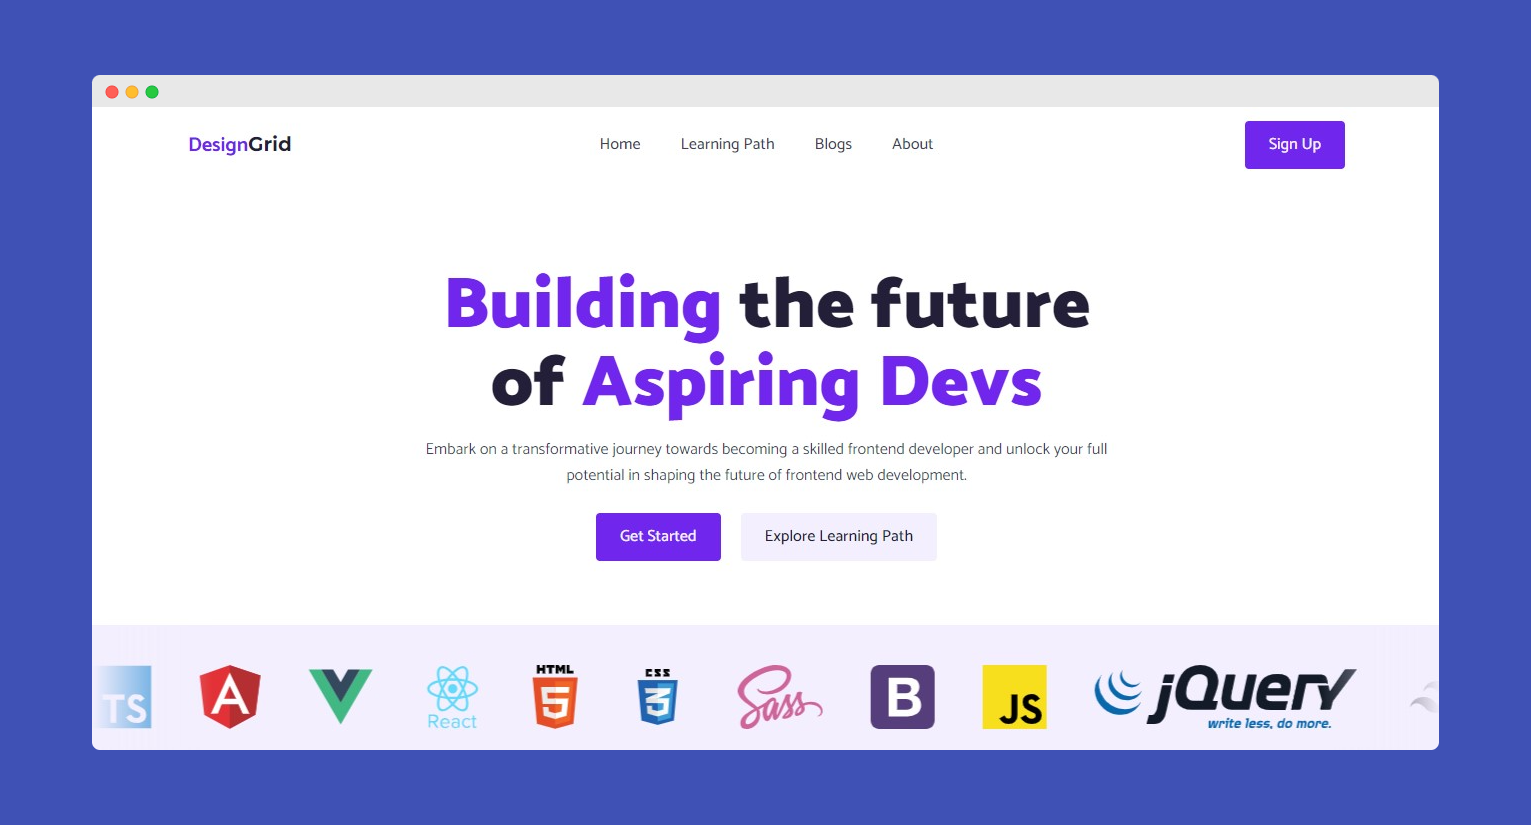 DesignGrid
Home Learning Path Blogs About
Sign Up
Building the future
of Aspiring Devs
Embark on a transformative journey towards becoming a skilled frontend developer and unlock your full
potential in shaping the future of frontend web development.
Get Started Explore Learning Path
TS
A
React
HTML
5
CSS
3
Sass
B
JS
jQuery
write less, do more.